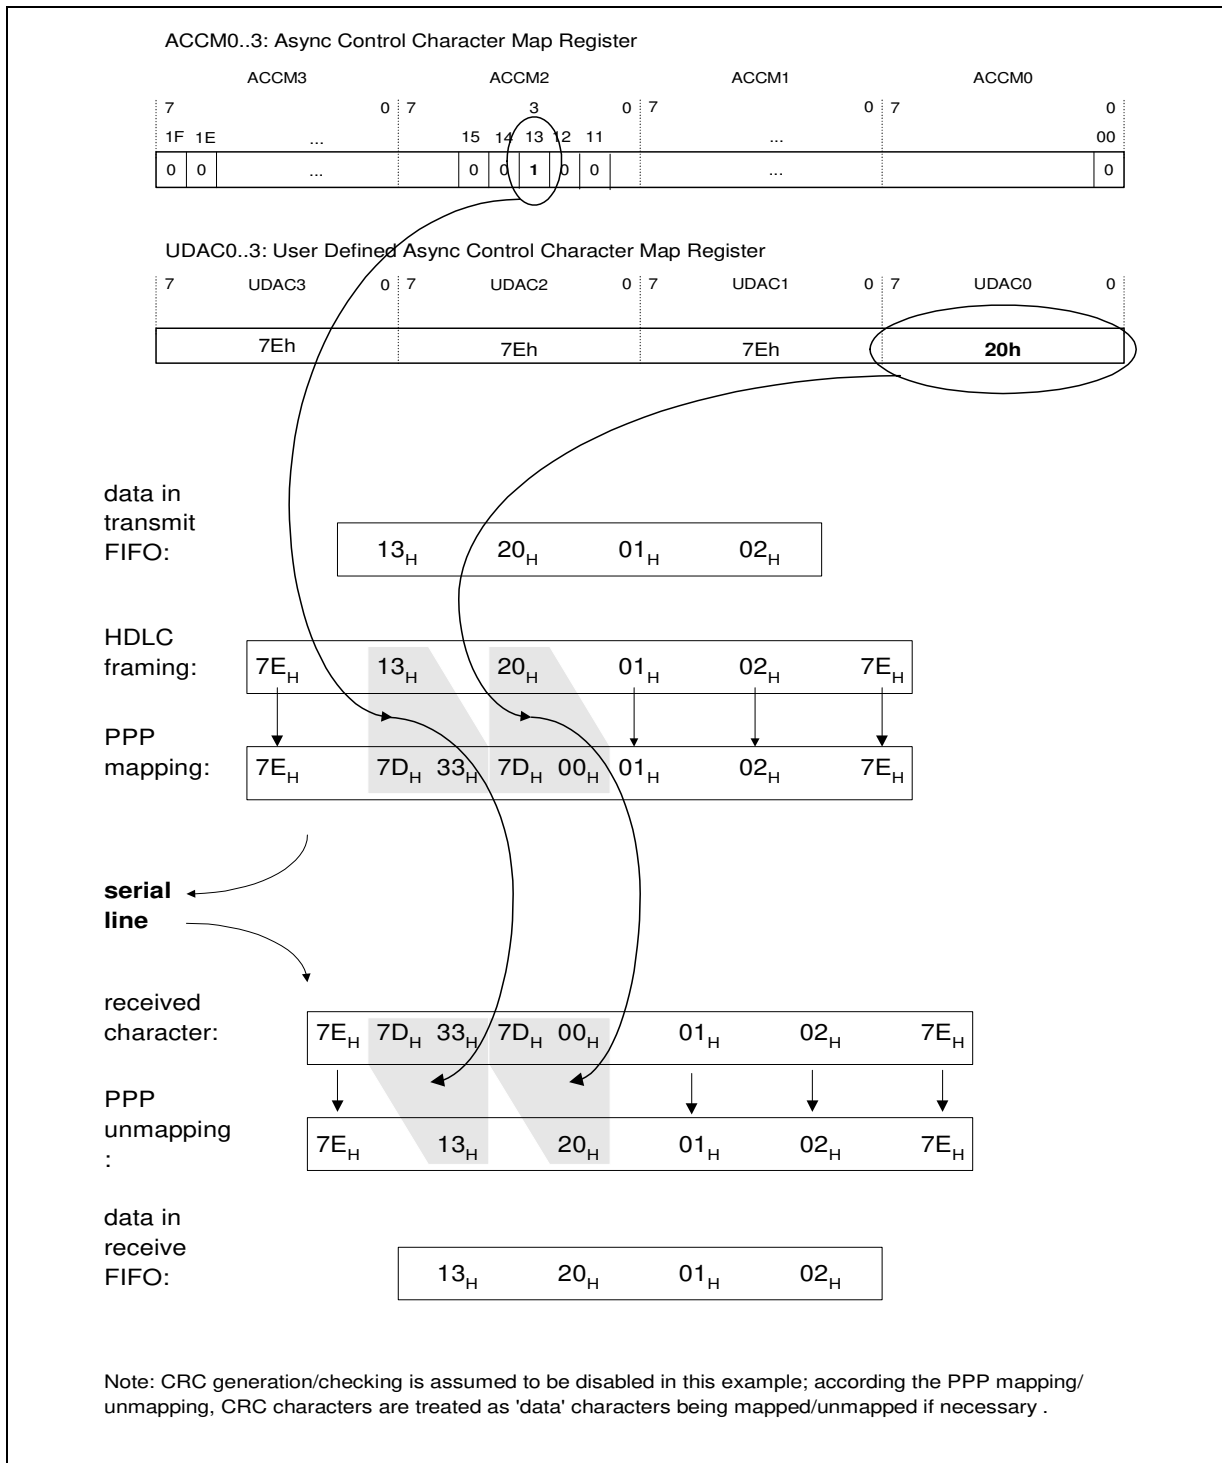 ACCM0..3: Async Control Character Map Register
ACCM3 ACCM2 ACCM1 ACCM0
7 0 7 3 0 7 0 7 0
1F 1E ... 15 14 13 12 11 ... 00
0 0 ... 0 0 1 0 0 ... 0
UDAC0..3: User Defined Async Control Character Map Register
7 UDAC3 0 7 UDAC2 0 7 UDAC1 0 7 UDAC0 0
7Eh 7Eh 7Eh 20h
data in
transmit
FIFO:
13H 20H 01H 02H
HDLC
framing:
7EH 13H 20H 01H 02H 7EH
PPP
mapping:
7EH 7DH 33H 7DH 00H 01H 02H 7EH
serial
line
received
character:
7EH 7DH 33H 7DH 00H 01H 02H 7EH
PPP
unmapping
:
7EH 13H 20H 01H 02H 7EH
data in
receive
FIFO:
13H 20H 01H 02H
Note: CRC generation/checking is assumed to be disabled in this example; according the PPP mapping/
unmapping, CRC characters are treated as 'data' characters being mapped/unmapped if necessary .